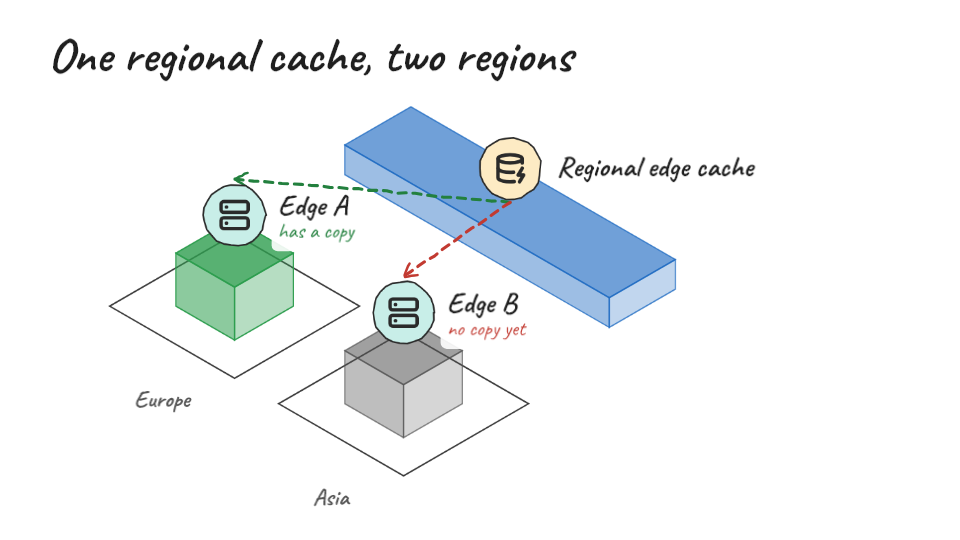 One regional cache, two regions
Regional edge cache
Edge A
has a copy
Edge B
no copy yet
Europe
Asia